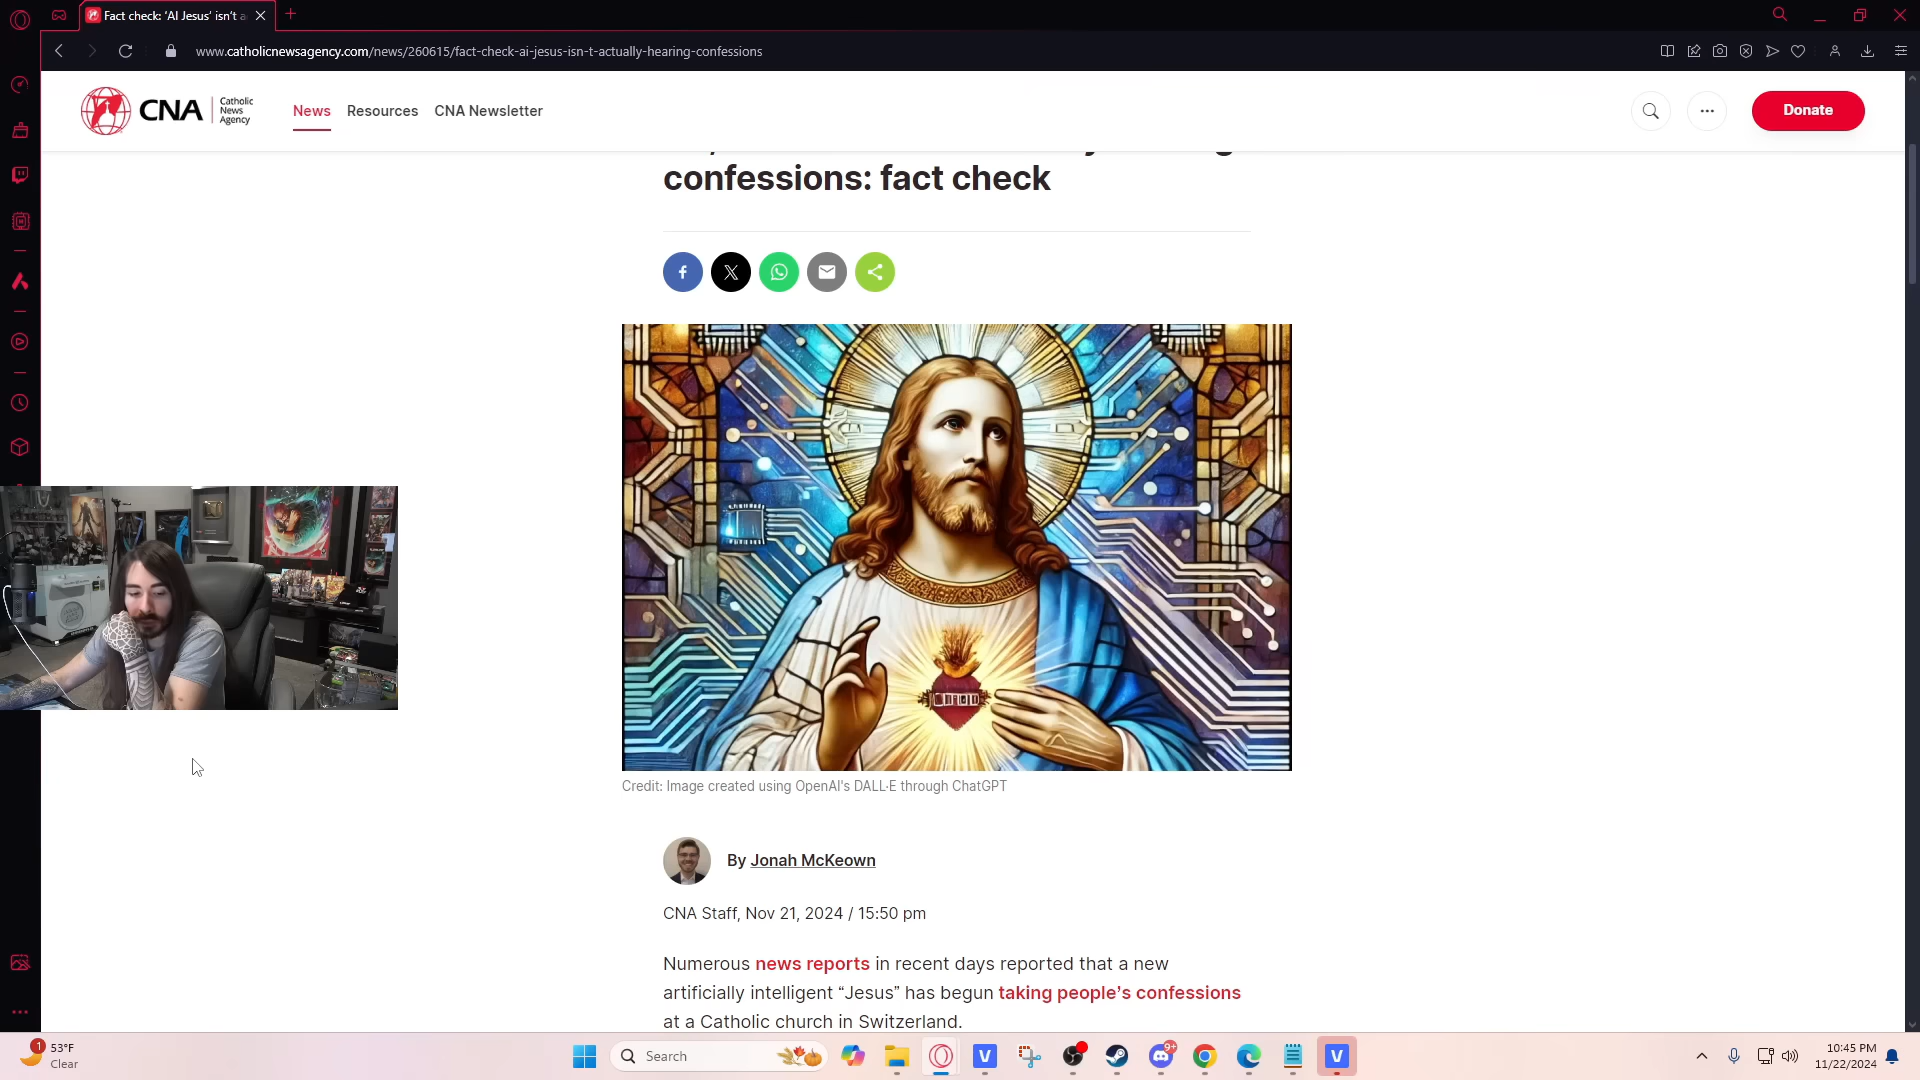 Fact check: 'AI Jesus' isn't a
www.catholicnewsagency.com/news/260615/fact-check-ai-jesus-isn-t-actually-hearing-confessions
CNA
Catholic
News
Agency
News
Resources
CNA Newsletter
Donate
confessions: fact check
Credit: Image created using OpenAI's DALL·E through ChatGPT
By Jonah McKeown
CNA Staff, Nov 21, 2024 / 15:50 pm
Numerous news reports in recent days reported that a new
artificially intelligent “Jesus” has begun taking people’s confessions
at a Catholic church in Switzerland.
1
53°F
Clear
Search
9+
10:45 PM
11/22/2024